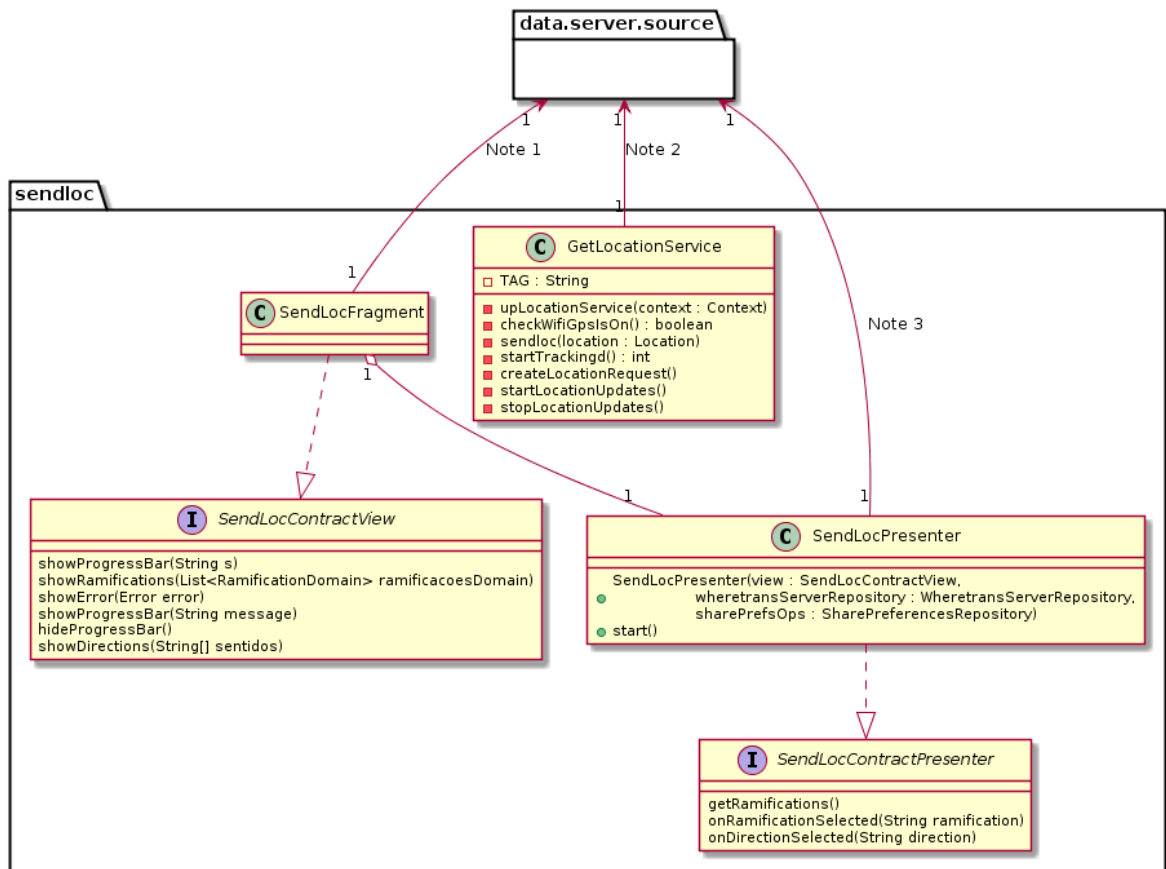 data.server.source
1
1
1
Note 1
Note 2
sendloc
1
C GetLocationService
TAG : String
upLocationService(context : Context)
checkWifiGpsIsOn() : boolean
sendloc(location : Location)
startTrackingd() : int
createLocationRequest()
startLocationUpdates()
stopLocationUpdates()
1
C SendLocFragment
1
Note 3
1
1
I SendLocContractView
showProgressBar(String s)
showRamifications(List<RamificationDomain> ramificacoesDomain)
showError(Error error)
showProgressBar(String message)
hideProgressBar()
showDirections(String[] sentidos)
C SendLocPresenter
SendLocPresenter(view : SendLocContractView,
wheretransServerRepository : WheretransServerRepository,
sharePrefsOps : SharePreferencesRepository)
start()
I SendLocContractPresenter
getRamifications()
onRamificationSelected(String ramification)
onDirectionSelected(String direction)